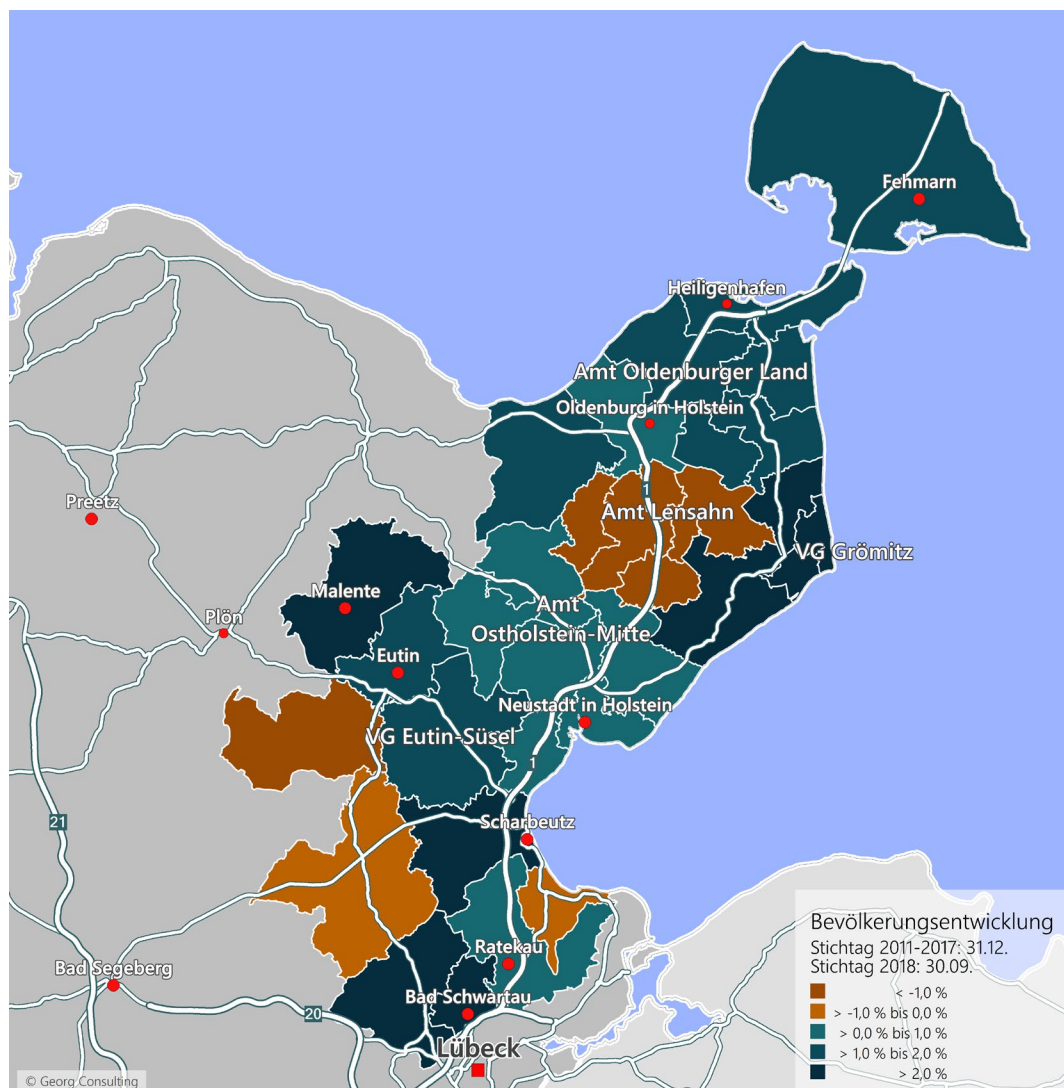 Fehmarn
Heiligenhafen
Amt Oldenburger Land
Oldenburg in Holstein
1
Amt Lensahn
Preetz
VG Grömitz
Malente
Amt
Ostholstein-Mitte
Plön
Eutin
Neustadt in Holstein
VG Eutin-Süsel
1
21
Scharbeutz
Ratekau
Bad Segeberg
Bad Schwartau
20
Lübeck
Bevölkerungsentwicklung
Stichtag 2011-2017: 31.12.
Stichtag 2018: 30.09.
< -1,0 %
> -1,0 % bis 0,0 %
> 0,0 % bis 1,0 %
> 1,0 % bis 2,0 %
> 2,0 %
© Georg Consulting